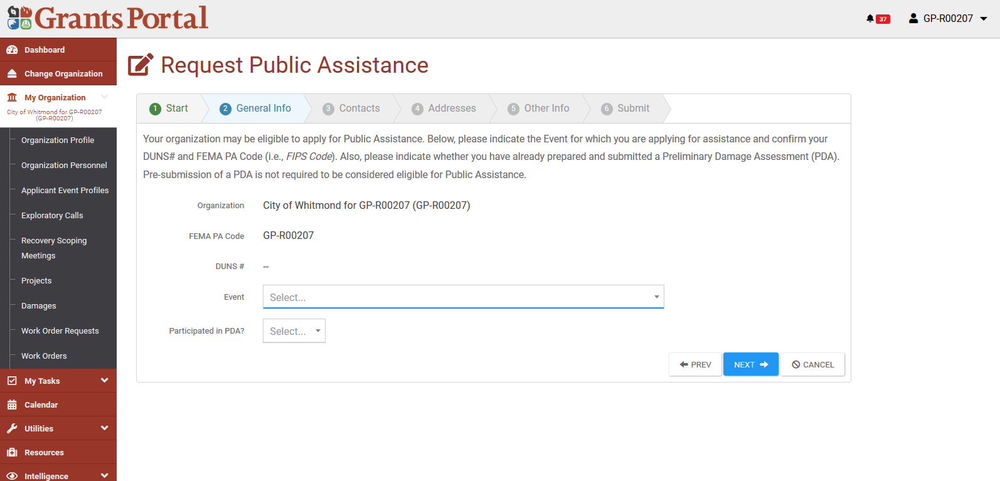 Grants Portal
37
GP-R00207
Dashboard
Change Organization
My Organization
City of Whitmond for GP-R00207
(GP-R00207)
Organization Profile
Organization Personnel
Applicant Event Profiles
Exploratory Calls
Recovery Scoping
Meetings
Projects
Damages
Work Order Requests
Work Orders
My Tasks
Calendar
Utilities
Resources
Intelligence
Request Public Assistance
1 Start
2 General Info
3 Contacts
4 Addresses
5 Other Info
6 Submit
Your organization may be eligible to apply for Public Assistance. Below, please indicate the Event for which you are applying for assistance and confirm your
DUNS# and FEMA PA Code (i.e., FIPS Code). Also, please indicate whether you have already prepared and submitted a Preliminary Damage Assessment (PDA).
Pre-submission of a PDA is not required to be considered eligible for Public Assistance.
Organization City of Whitmond for GP-R00207 (GP-R00207)
FEMA PA Code GP-R00207
DUNS # --
Event Select...
Participated in PDA? Select...
PREV NEXT CANCEL